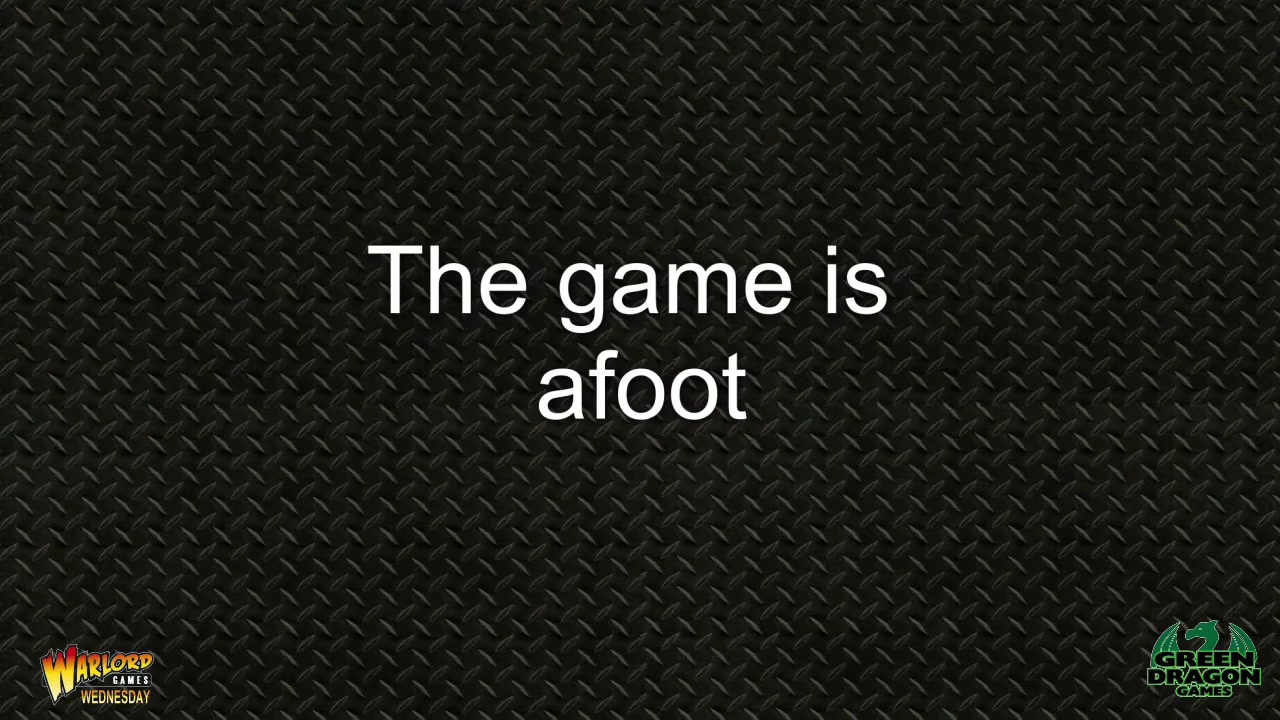 The game is
afoot
WARLORD
GAMES
WEDNESDAY
GREEN
DRAGON
GAMES